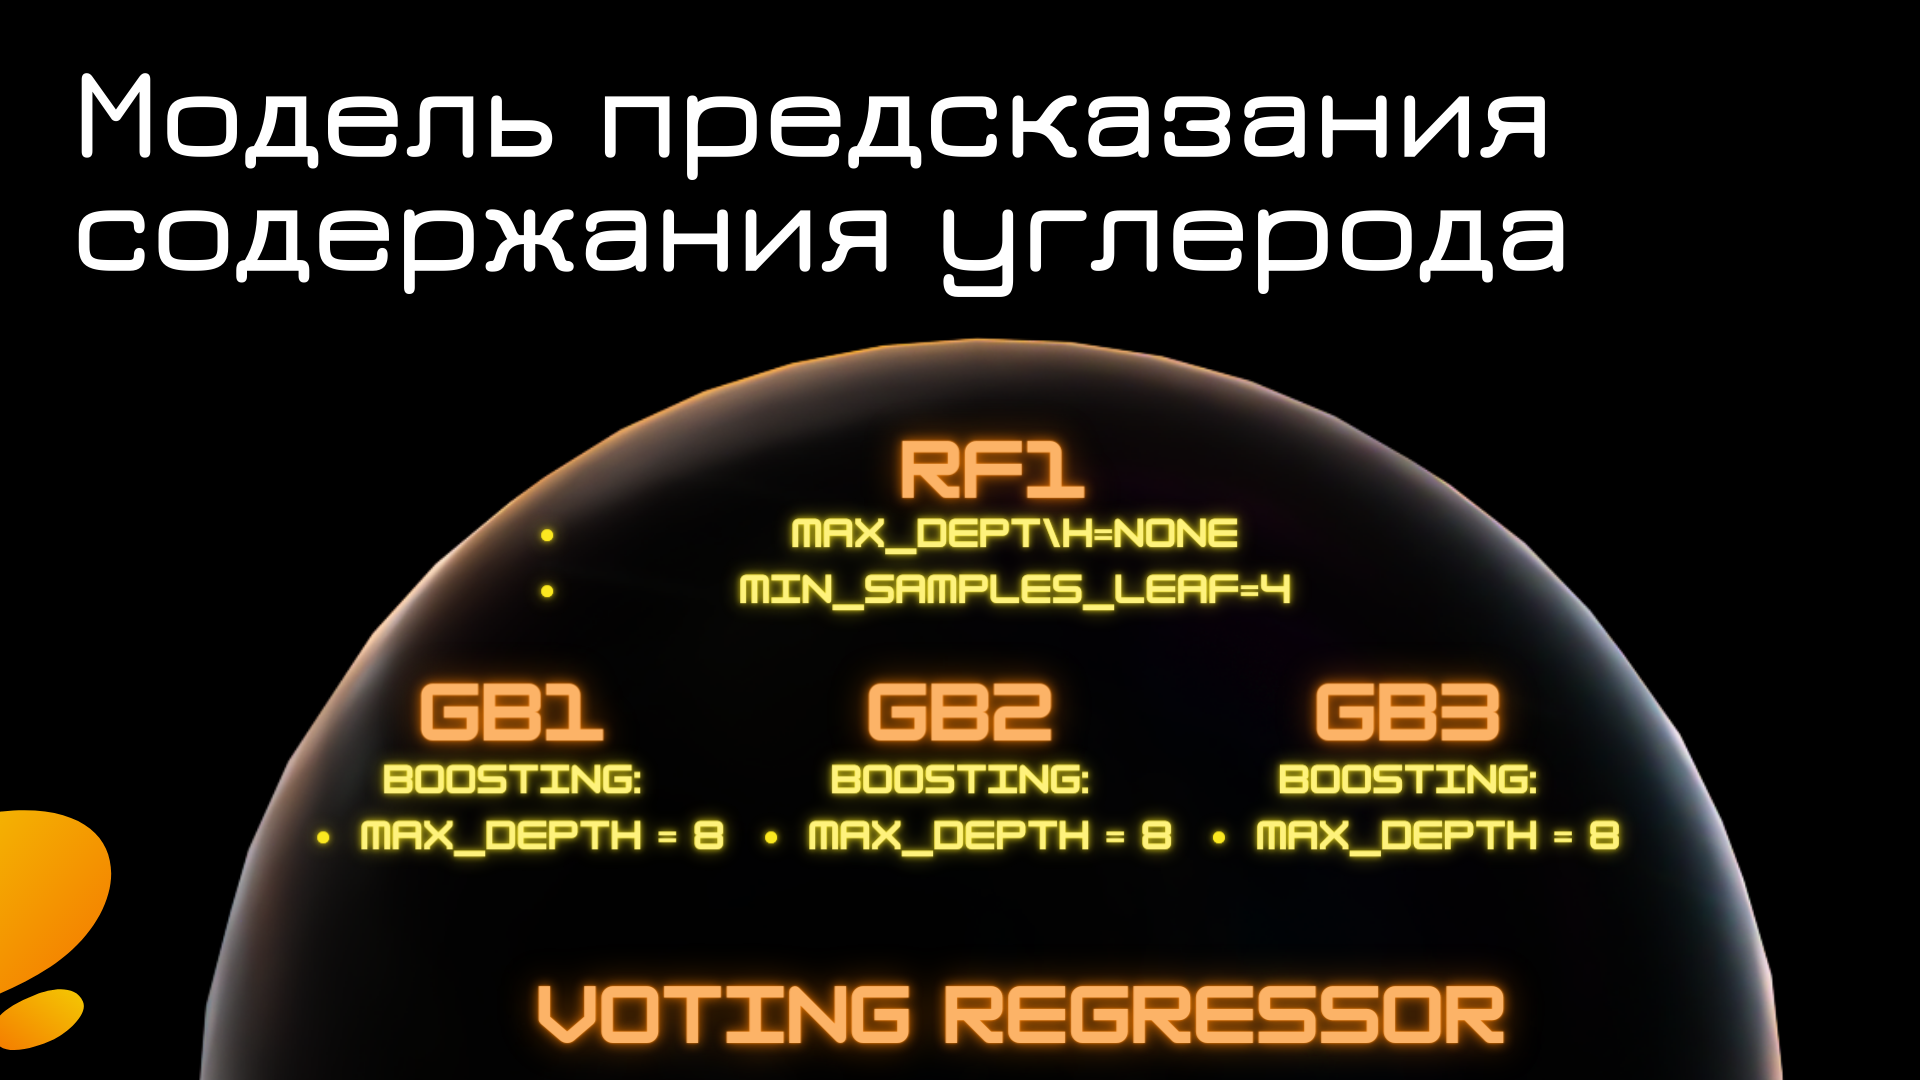 Модель предсказания
содержания углерода
RF1
• MAX_DEPT\H=NONE
• MIN_SAMPLES_LEAF=4
GB1 GB2 GB3
BOOSTING: BOOSTING: BOOSTING:
• MAX_DEPTH = 8 • MAX_DEPTH = 8 • MAX_DEPTH = 8
VOTING REGRESSOR